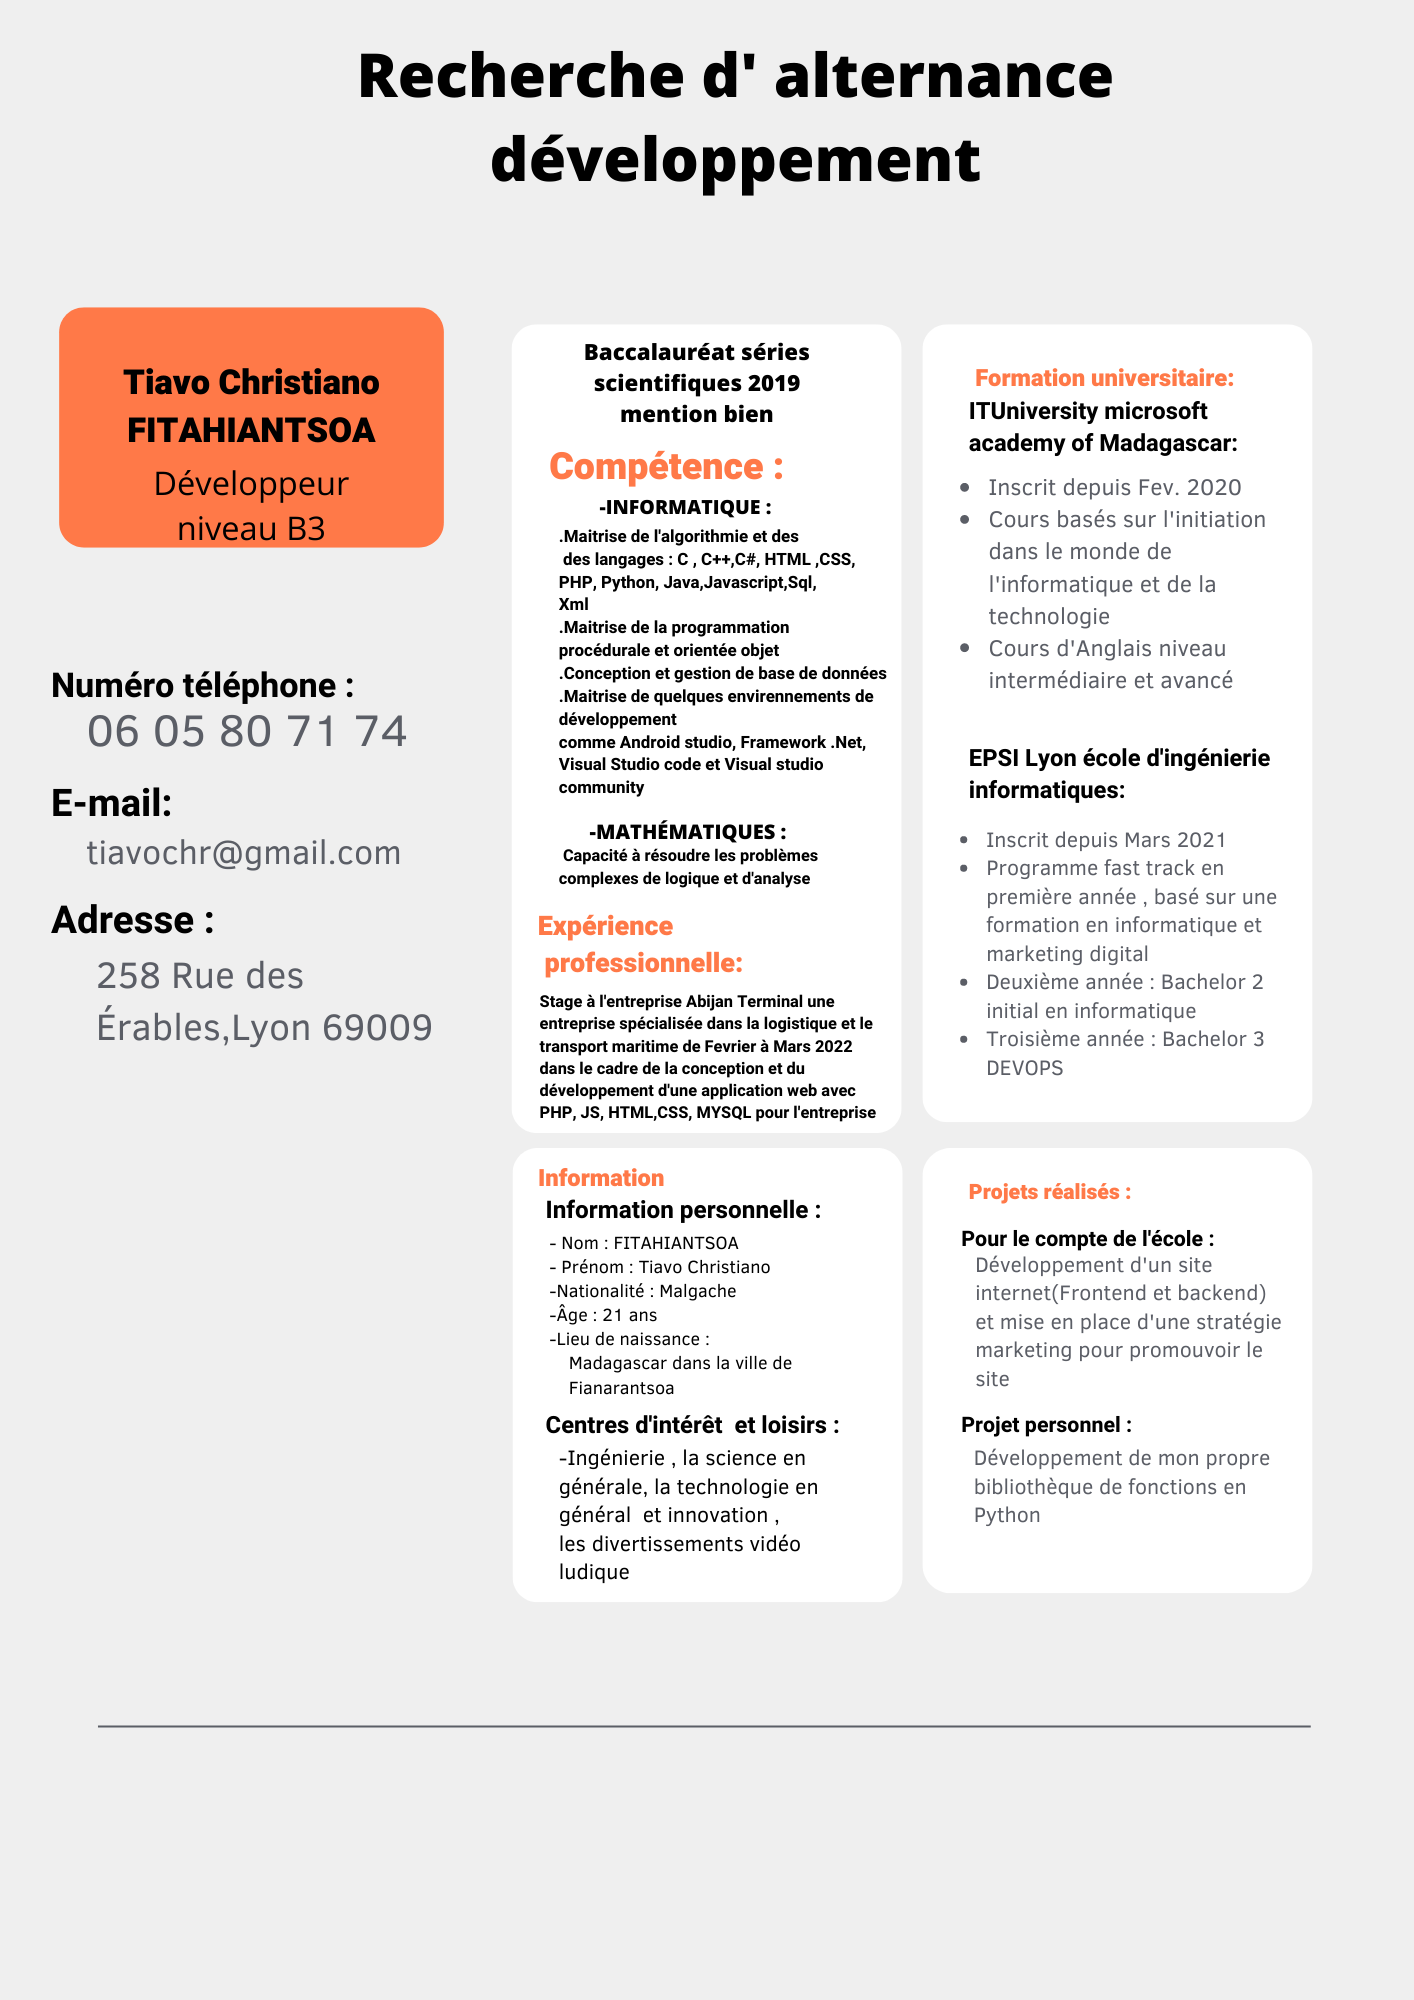 Recherche d' alternance
développement
Tiavo Christiano
FITAHIANTSOA
Développeur
niveau B3
Numéro téléphone :
06 05 80 71 74
E-mail:
tiavochr@gmail.com
Adresse :
258 Rue des
Érables,Lyon 69009
Baccalauréat séries
scientifiques 2019
mention bien
Compétence :
-INFORMATIQUE :
.Maitrise de l'algorithmie et des
des langages : C , C++,C#, HTML ,CSS,
PHP, Python, Java,Javascript,Sql,
Xml
.Maitrise de la programmation
procédurale et orientée objet
.Conception et gestion de base de données
.Maitrise de quelques envirennements de
développement
comme Android studio, Framework .Net,
Visual Studio code et Visual studio
community
-MATHÉMATIQUES :
Capacité à résoudre les problèmes
complexes de logique et d'analyse
Expérience
professionnelle:
Stage à l'entreprise Abijan Terminal une
entreprise spécialisée dans la logistique et le
transport maritime de Fevrier à Mars 2022
dans le cadre de la conception et du
développement d'une application web avec
PHP, JS, HTML,CSS, MYSQL pour l'entreprise
Formation universitaire:
ITUniversity microsoft
academy of Madagascar:
• Inscrit depuis Fev. 2020
• Cours basés sur l'initiation
dans le monde de
l'informatique et de la
technologie
• Cours d'Anglais niveau
intermédiaire et avancé
EPSI Lyon école d'ingénierie
informatiques:
• Inscrit depuis Mars 2021
• Programme fast track en
première année , basé sur une
formation en informatique et
marketing digital
• Deuxième année : Bachelor 2
initial en informatique
• Troisième année : Bachelor 3
DEVOPS
Information
Information personnelle :
- Nom : FITAHIANTSOA
- Prénom : Tiavo Christiano
-Nationalité : Malgache
-Âge : 21 ans
-Lieu de naissance :
Madagascar dans la ville de
Fianarantsoa
Centres d'intérêt  et loisirs :
-Ingénierie , la science en
générale, la technologie en
général  et innovation ,
les divertissements vidéo
ludique
Projets réalisés :
Pour le compte de l'école :
Développement d'un site
internet(Frontend et backend)
et mise en place d'une stratégie
marketing pour promouvoir le
site
Projet personnel :
Développement de mon propre
bibliothèque de fonctions en
Python